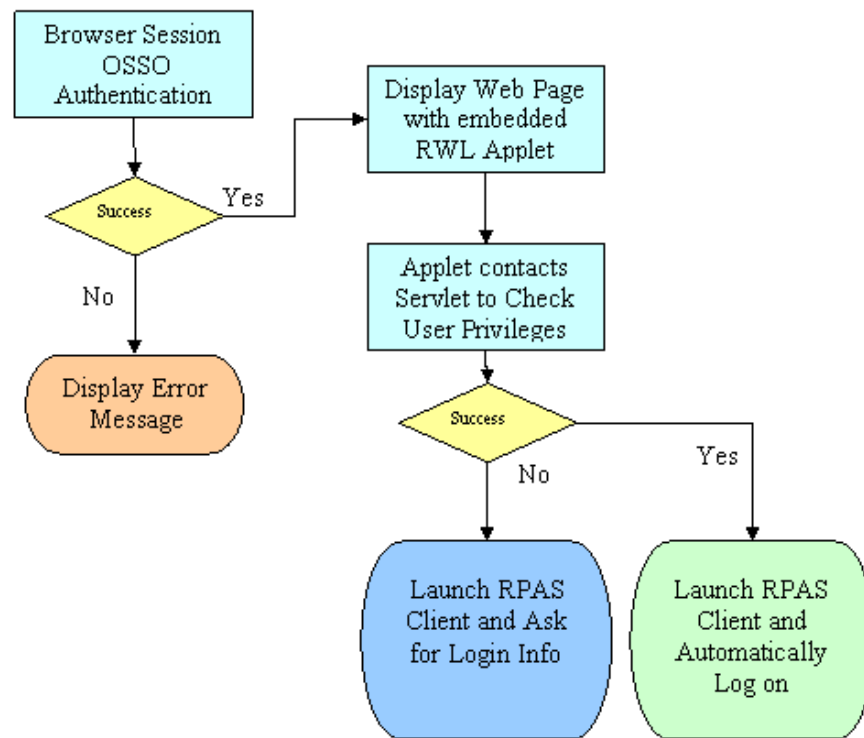 Browser Session
OSSO
Authentication
Success
Yes
No
Display Error
Message
Display Web Page
with embedded
RWL Applet
Applet contacts
Servlet to Check
User Privileges
Success
No
Yes
Launch RPAS
Client and Ask
for Login Info
Launch RPAS
Client and
Automatically
Log on